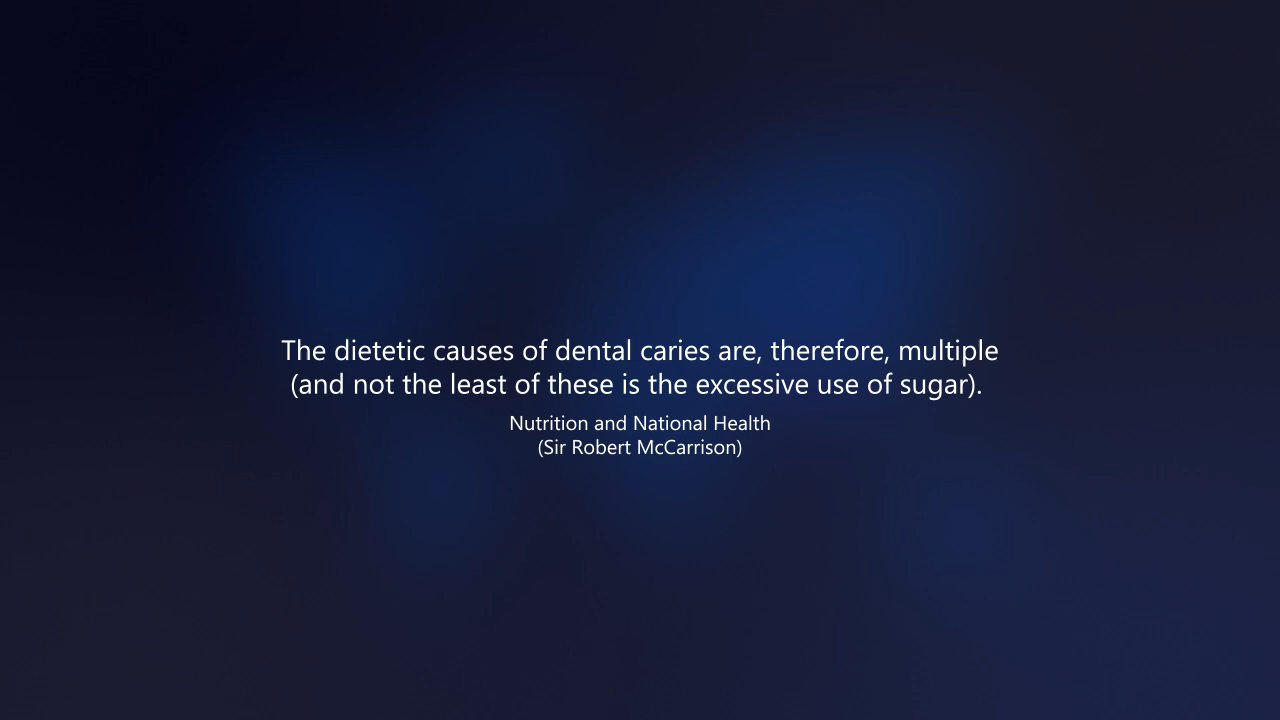 The dietetic causes of dental caries are, therefore, multiple
(and not the least of these is the excessive use of sugar).
Nutrition and National Health
(Sir Robert McCarrison)